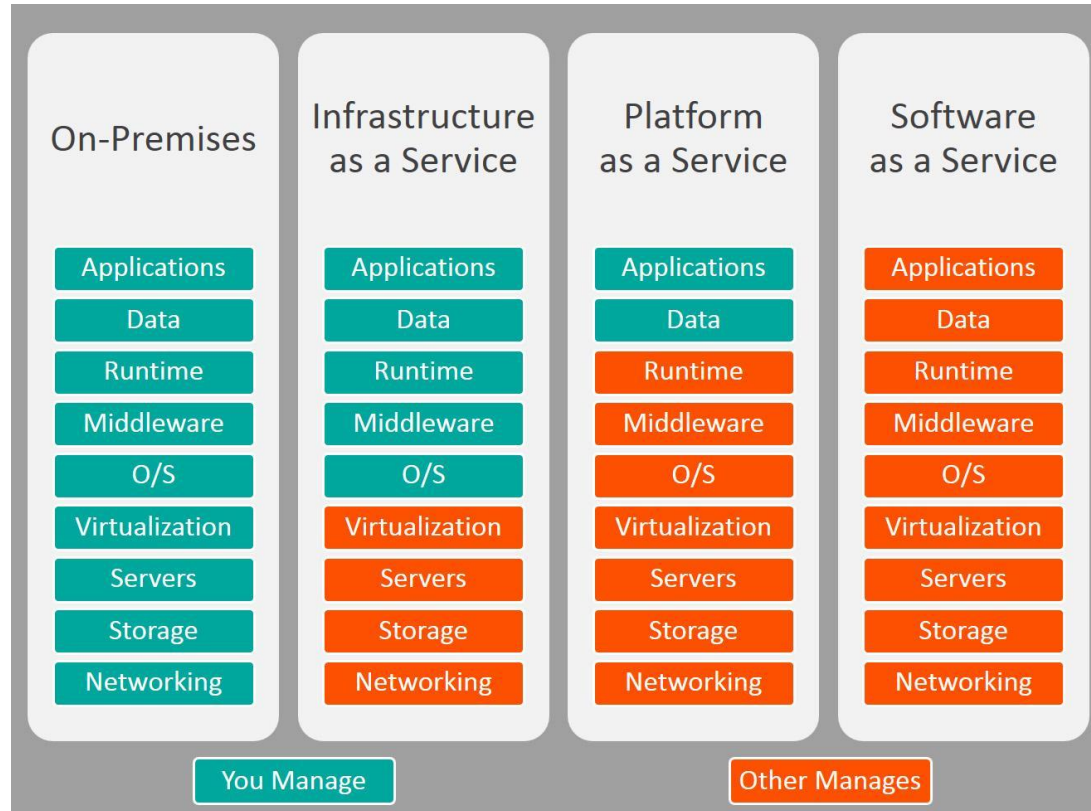 On-Premises
Applications
Data
Runtime
Middleware
O/S
Virtualization
Servers
Storage
Networking
Infrastructure
as a Service
Applications
Data
Runtime
Middleware
O/S
Virtualization
Servers
Storage
Networking
Platform
as a Service
Applications
Data
Runtime
Middleware
O/S
Virtualization
Servers
Storage
Networking
Software
as a Service
Applications
Data
Runtime
Middleware
O/S
Virtualization
Servers
Storage
Networking
You Manage
Other Manages